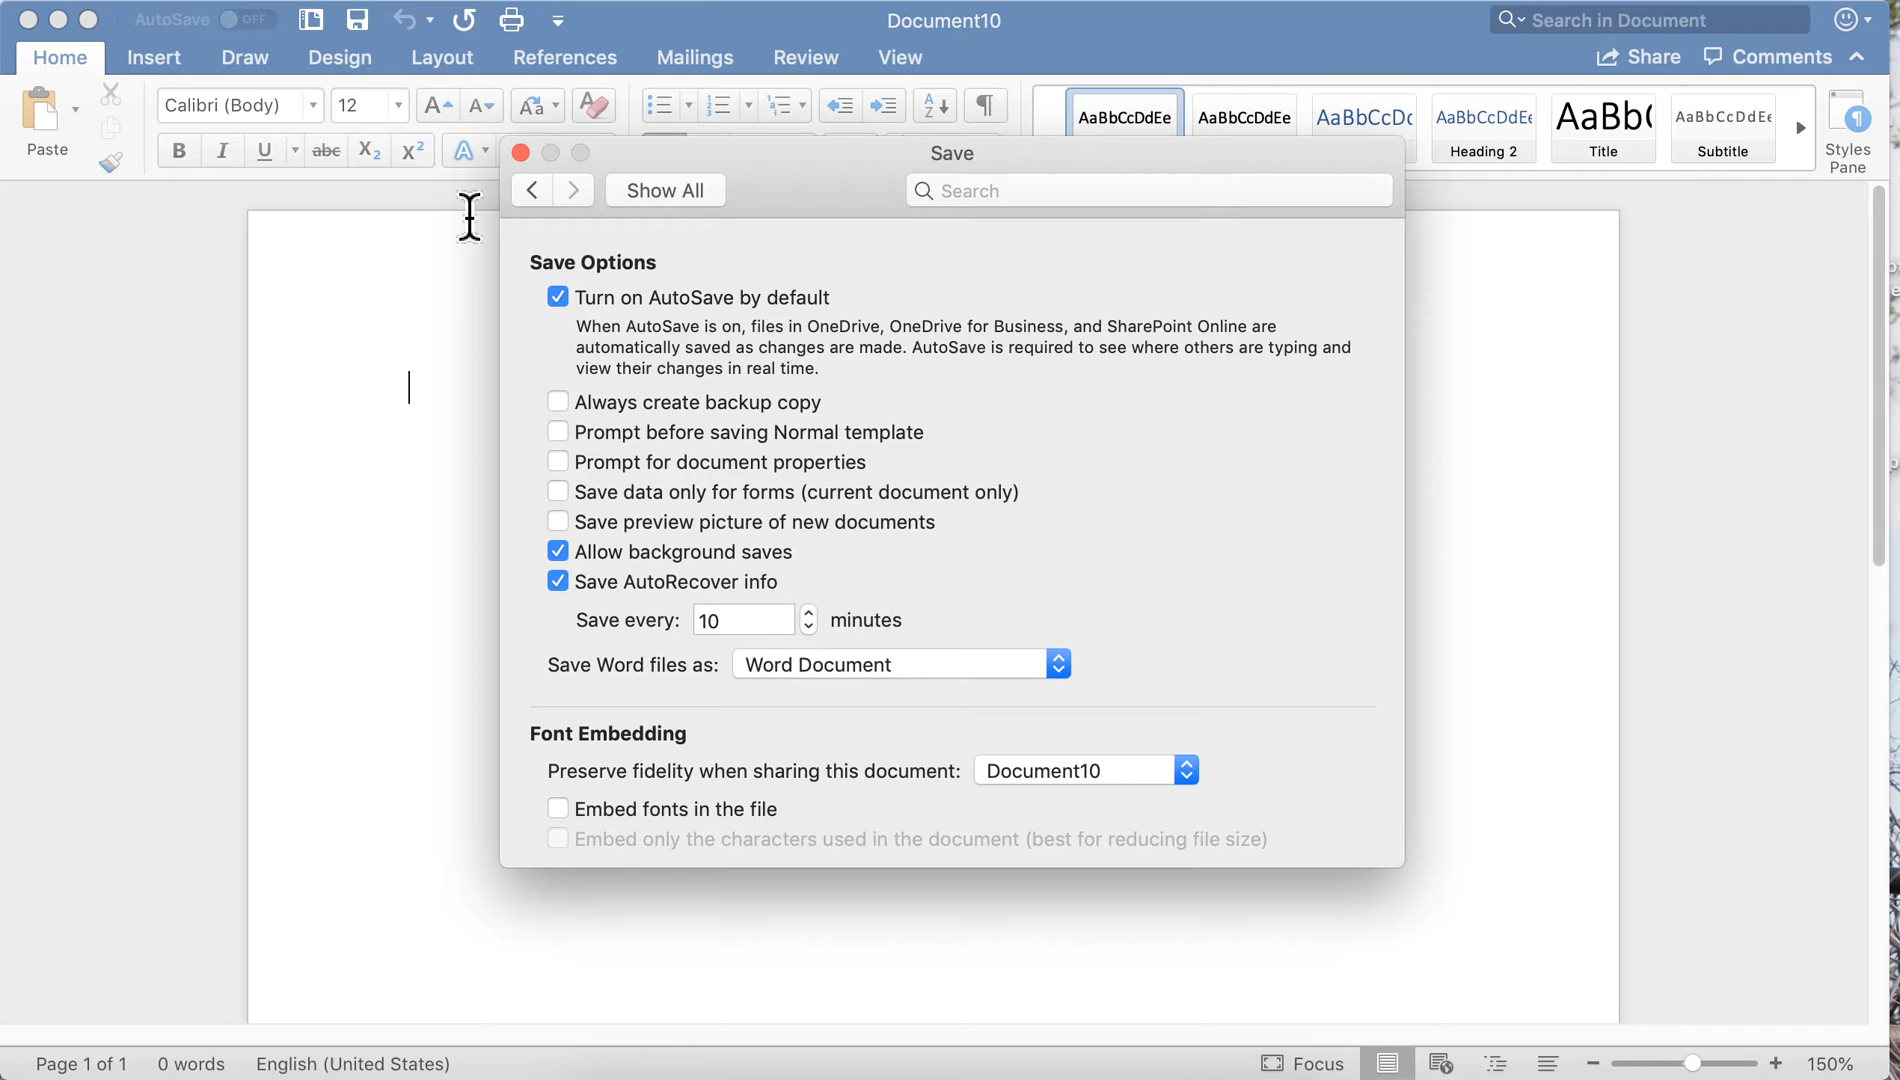 AutoSave OFF
Document10
Search in Document
Home Insert Draw Design Layout References Mailings Review View
Share Comments
Paste
Calibri (Body) 12
AaBbCcDdEe AaBbCcDdEe AaBbCcDc AaBbCcDdEe AaBb( AaBbCcDdEe
Heading 2 Title Subtitle
Styles
Pane
B I U abc X2 X2 A
Save
Show All
Search
Save Options
Turn on AutoSave by default
When AutoSave is on, files in OneDrive, OneDrive for Business, and SharePoint Online are
automatically saved as changes are made. AutoSave is required to see where others are typing and
view their changes in real time.
Always create backup copy
Prompt before saving Normal template
Prompt for document properties
Save data only for forms (current document only)
Save preview picture of new documents
Allow background saves
Save AutoRecover info
Save every: 10 minutes
Save Word files as: Word Document
Font Embedding
Preserve fidelity when sharing this document: Document10
Embed fonts in the file
Embed only the characters used in the document (best for reducing file size)
Page 1 of 1 0 words English (United States)
Focus
150%